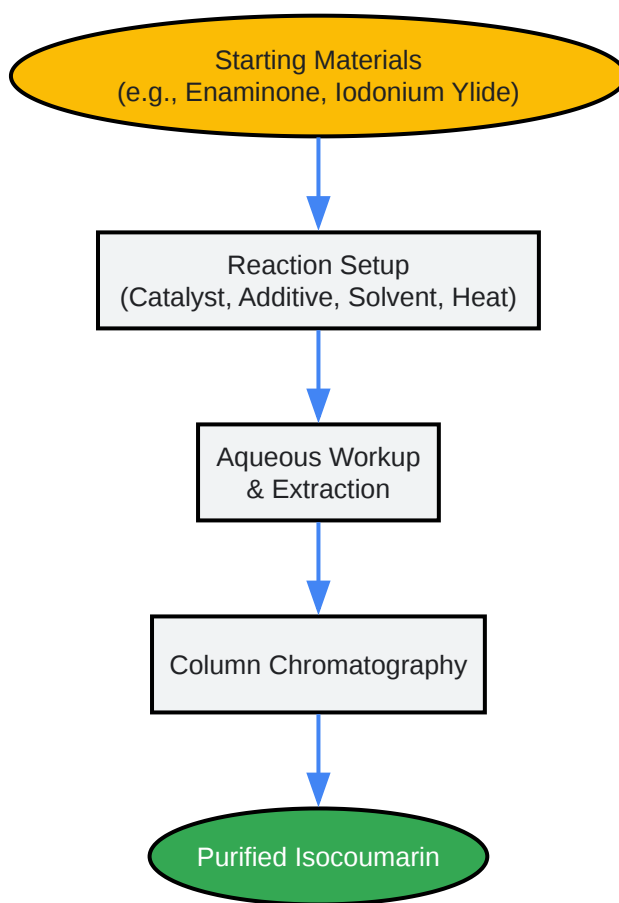 Starting Materials
(e.g., Enaminone, Iodonium Ylide)
Reaction Setup
(Catalyst, Additive, Solvent, Heat)
Aqueous Workup
& Extraction
Column Chromatography
Purified Isocoumarin